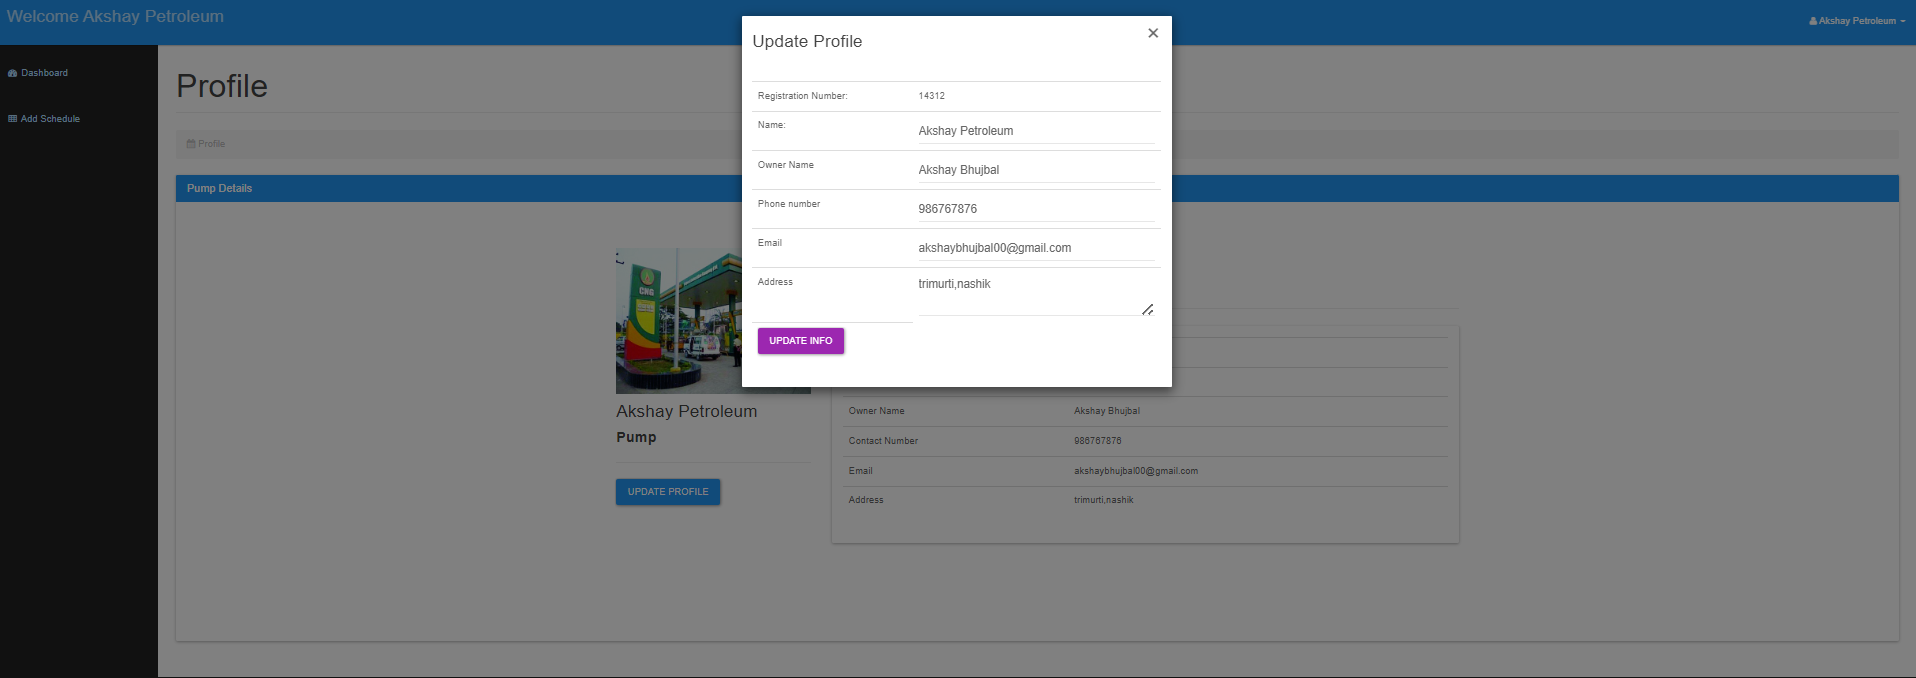 Welcome Akshay Petroleum
Akshay Petroleum
Dashboard
Add Schedule
Profile
Profile
Pump Details
CNG
Akshay Petroleum
Pump
UPDATE PROFILE
Update Profile
×
Registration Number: 14312
Name: Akshay Petroleum
Owner Name Akshay Bhujbal
Phone number 986767876
Email akshaybhujbal00@gmail.com
Address trimurti,nashik
UPDATE INFO
Owner Name Akshay Bhujbal
Contact Number 986767876
Email akshaybhujbal00@gmail.com
Address trimurti,nashik